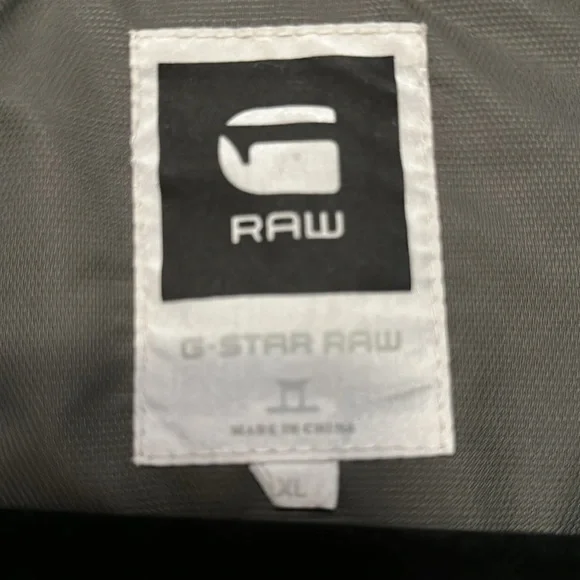 RAW
G-STAR RAW
MADE IN CHINA
XL